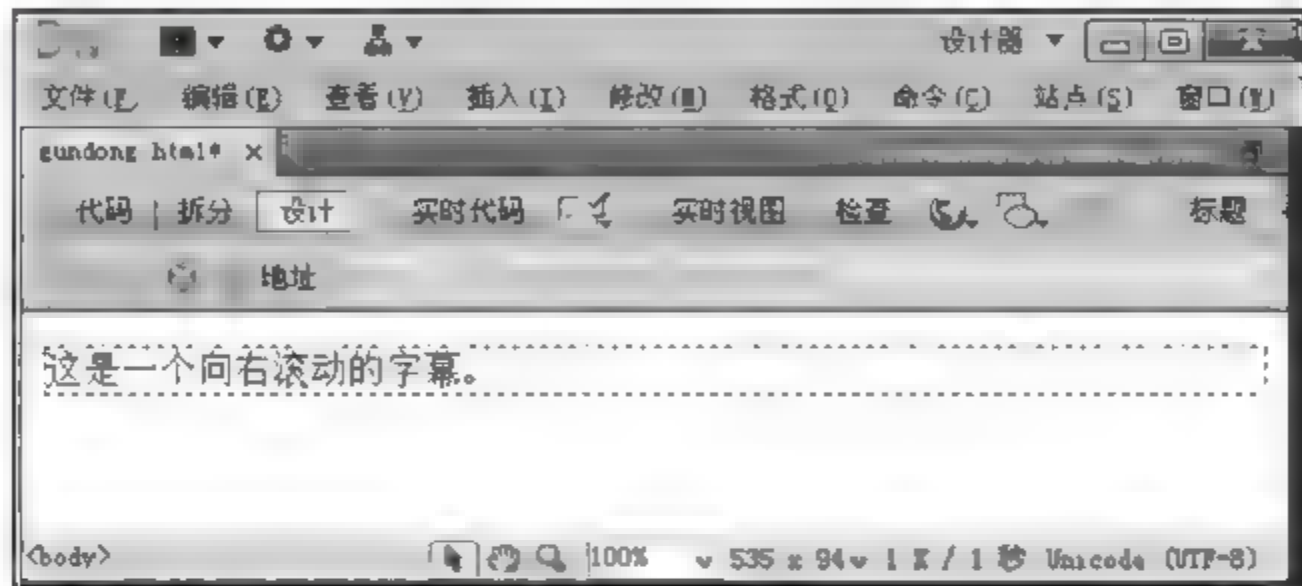 设计器
文件(F) 编辑(E) 查看(V) 插入(I) 修改(M) 格式(O) 命令(C) 站点(S) 窗口(W)
gundong html* ×
代码 | 拆分 设计 实时代码 实时视图 检查 标题
地址
这是一个向右滚动的字幕。
<body> 100% 535 x 94 1 K / 1 秒 Unicode (UTF-8)